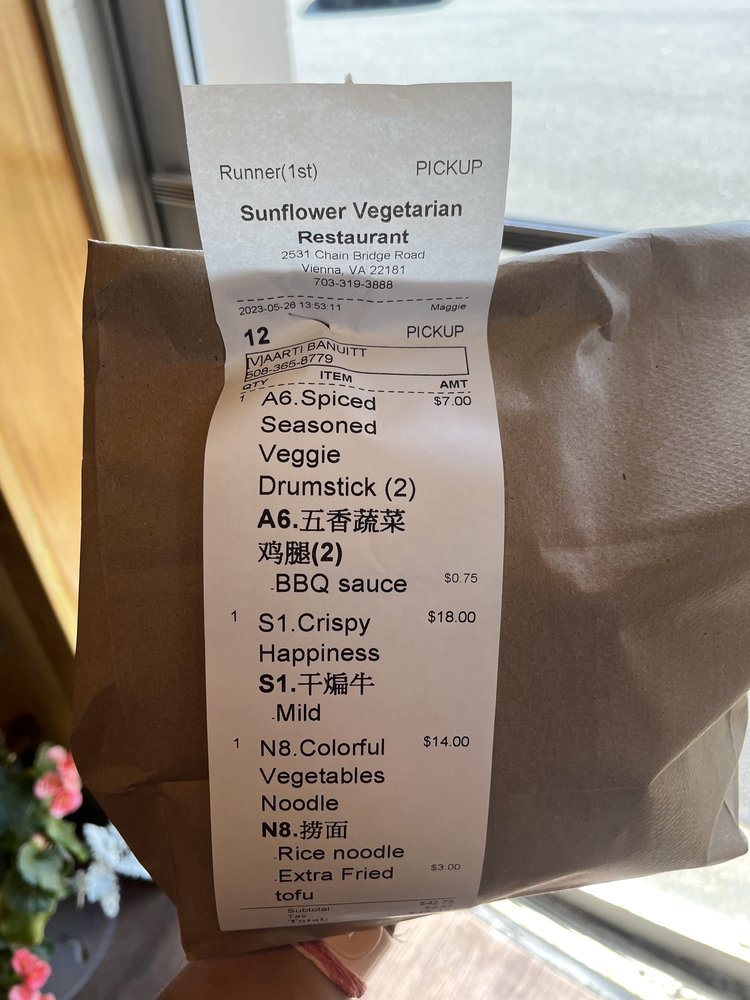 Runner(1st) PICKUP
Sunflower Vegetarian
Restaurant
2531 Chain Bridge Road
Vienna, VA 22181
703-319-3888
2023-05-26 13:53:11 Maggie
12 PICKUP
[V]AARTI BANUITT
508-365-8779
QTY ITEM AMT
1 A6.Spiced $7.00
Seasoned
Veggie
Drumstick (2)
A6.五香蔬菜
鸡腿(2)
.BBQ sauce $0.75
1 S1.Crispy $18.00
Happiness
S1.干煸牛
.Mild
1 N8.Colorful $14.00
Vegetables
Noodle
N8.捞面
.Rice noodle
.Extra Fried $3.00
tofu
Subtotal: $42.75
Tax:
Total: